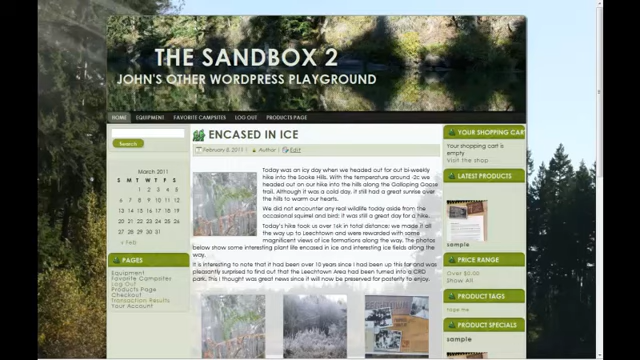 THE SANDBOX 2
JOHN'S OTHER WORDPRESS PLAYGROUND
HOME EQUIPMENT FAVORITE CAMPSITES LOG OUT PRODUCTS PAGE
Search
March 2011
M T W T F S S
1 2 3 4 5 6
7 8 9 10 11 12 13
14 15 16 17 18 19 20
21 22 23 24 25 26 27
28 29 30 31
« Feb
PAGES
Equipment
Favorite Campsites
Log Out
Products Page
Checkout
Transaction Results
Your Account
ENCASED IN ICE
February 5, 2011 | Author | Edit
Today was an icy day when we headed out for out bi-weekly
hike into the Sooke Hills. With the temperature around -2c we
headed out on our hike into the hills along the Galloping Goose
trail. Although it was cold, there was still a great sunrise over
the hills to warm our hearts.
We did not encounter any real wildlife today aside from the
occasional squirrel and bird; it was still a great day for a hike.
Today's hike took us over 16k in total distance; we made it all
the way up to Leechtown and were rewarded with some
magnificent views of ice formations along the way. The photos
below show some interesting plant life encased in ice and interesting ice fields along the
way.
It is interesting to note that it had been over 10 years since I had been up this far and was
pleasantly surprised to find out that the Leechtown Area had been turned into a CRD
park. This I thought was great news since it will now be preserved for posterity to enjoy.
YOUR SHOPPING CART
Your shopping cart is
empty
Visit the shop
LATEST PRODUCTS
sample
PRICE RANGE
Over $0.00
Show All
PRODUCT TAGS
tape me
PRODUCT SPECIALS
sample